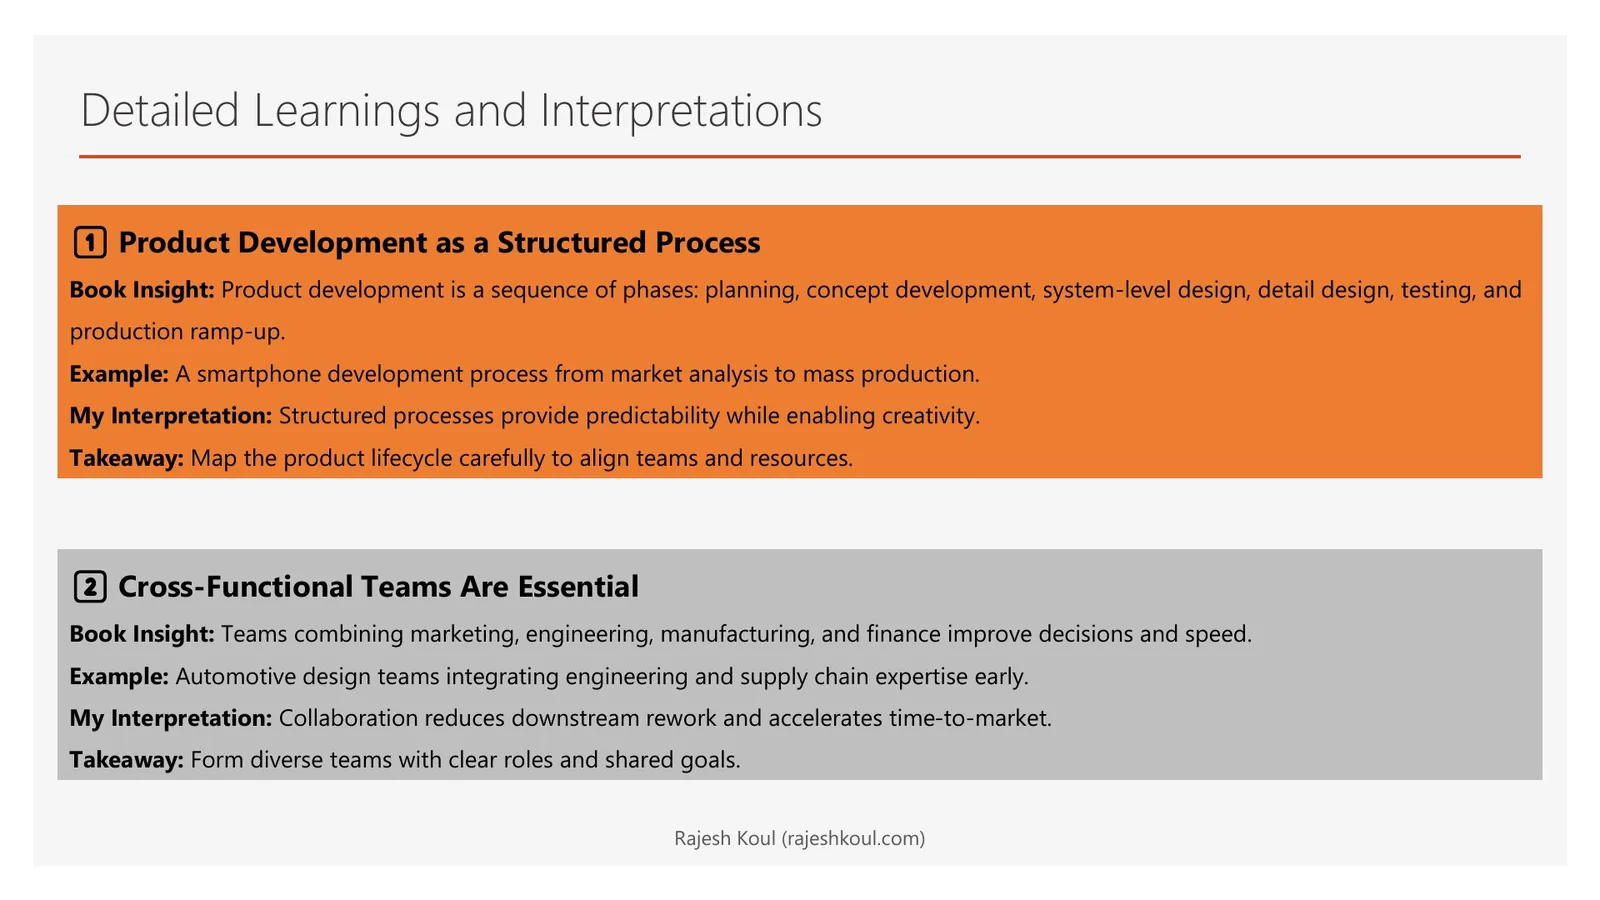 Detailed Learnings and Interpretations
1 Product Development as a Structured Process
Book Insight: Product development is a sequence of phases: planning, concept development, system-level design, detail design, testing, and
production ramp-up.
Example: A smartphone development process from market analysis to mass production.
My Interpretation: Structured processes provide predictability while enabling creativity.
Takeaway: Map the product lifecycle carefully to align teams and resources.
2 Cross-Functional Teams Are Essential
Book Insight: Teams combining marketing, engineering, manufacturing, and finance improve decisions and speed.
Example: Automotive design teams integrating engineering and supply chain expertise early.
My Interpretation: Collaboration reduces downstream rework and accelerates time-to-market.
Takeaway: Form diverse teams with clear roles and shared goals.
Rajesh Koul (rajeshkoul.com)